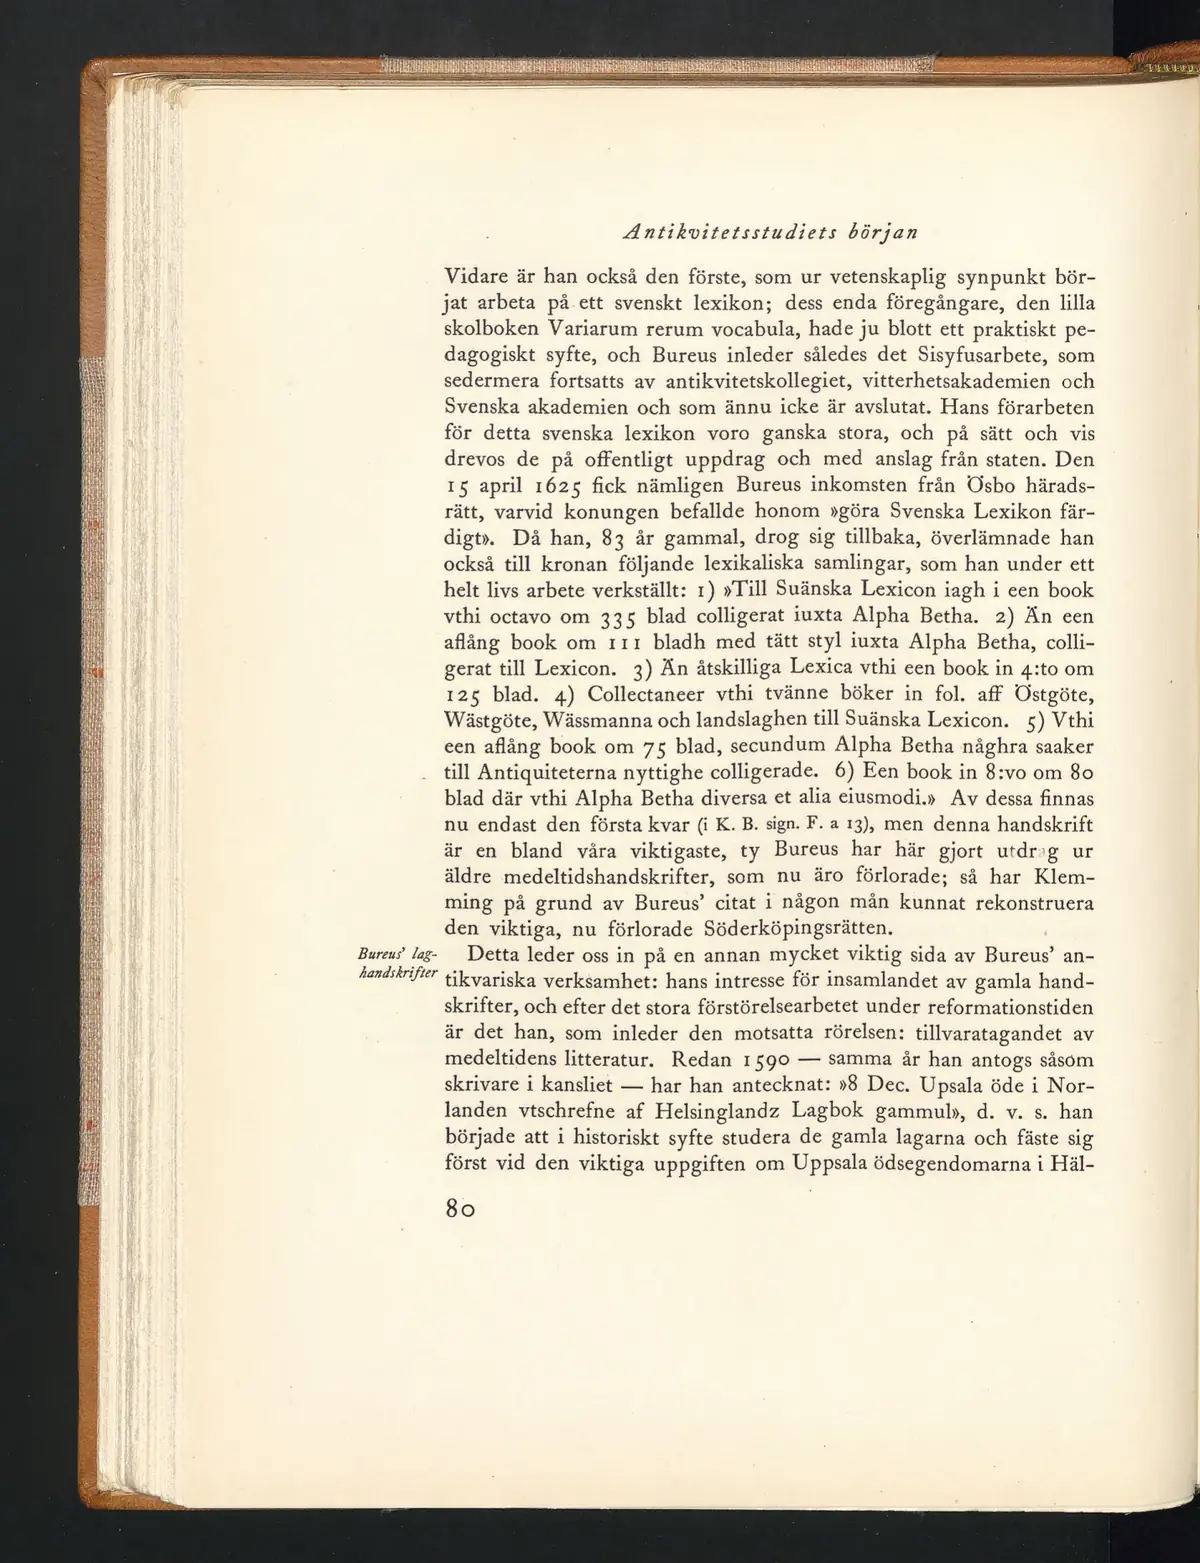 Antikvitetsstudiets början
Vidare är han också den förste, som ur vetenskaplig synpunkt bör-
jat arbeta på ett svenskt lexikon; dess enda föregångare, den lilla
skolboken Variarum rerum vocabula, hade ju blott ett praktiskt pe-
dagogiskt syfte, och Bureus inleder således det Sisyfusarbete, som
sedermera fortsatts av antikvitetskollegiet, vitterhetsakademien och
Svenska akademien och som ännu icke är avslutat. Hans förarbeten
för detta svenska lexikon voro ganska stora, och på sätt och vis
drevos de på offentligt uppdrag och med anslag från staten. Den
15 april 1625 fick nämligen Bureus inkomsten från Ösbo härads-
rätt, varvid konungen befallde honom »göra Svenska Lexikon fär-
digt». Då han, 83 år gammal, drog sig tillbaka, överlämnade han
också till kronan följande lexikaliska samlingar, som han under ett
helt livs arbete verkställt: 1) »Till Suänska Lexicon iagh i een book
vthi octavo om 335 blad colligerat iuxta Alpha Betha. 2) Än een
aflång book om 111 bladh med tätt styl iuxta Alpha Betha, colli-
gerat till Lexicon. 3) Än åtskilliga Lexica vthi een book in 4:to om
125 blad. 4) Collectaneer vthi tvänne böker in fol. aff Östgöte,
Wästgöte, Wässmanna och landslaghen till Suänska Lexicon. 5) Vthi
een aflång book om 75 blad, secundum Alpha Betha någhra saaker
till Antiquiteterna nyttighe colligerade. 6) Een book in 8:vo om 80
blad där vthi Alpha Betha diversa et alia eiusmodi.» Av dessa finnas
nu endast den första kvar (i K. B. sign. F. a 13), men denna handskrift
är en bland våra viktigaste, ty Bureus har här gjort utdrag ur
äldre medeltidshandskrifter, som nu äro förlorade; så har Klem-
ming på grund av Bureus' citat i någon mån kunnat rekonstruera
den viktiga, nu förlorade Söderköpingsrätten.
Bureus' lag-
handskrifter
Detta leder oss in på en annan mycket viktig sida av Bureus' an-
tikvariska verksamhet: hans intresse för insamlandet av gamla hand-
skrifter, och efter det stora förstörelsearbetet under reformationstiden
är det han, som inleder den motsatta rörelsen: tillvaratagandet av
medeltidens litteratur. Redan 1590 — samma år han antogs såsom
skrivare i kansliet — har han antecknat: »8 Dec. Upsala öde i Nor-
landen vtschrefne af Helsinglandz Lagbok gammul», d. v. s. han
började att i historiskt syfte studera de gamla lagarna och fäste sig
först vid den viktiga uppgiften om Uppsala ödsegendomarna i Häl-
80